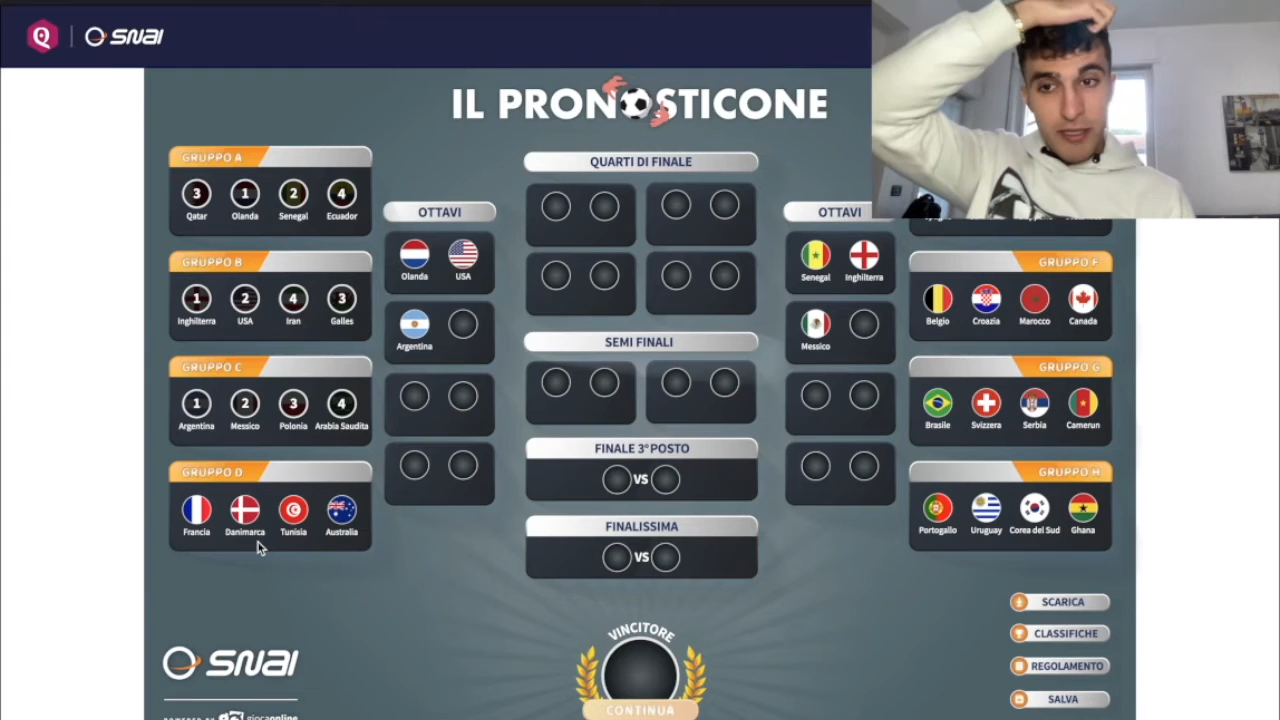 Q SNAI
IL PRONOSTICONE
GRUPPO A
3 1 2 4
Qatar Olanda Senegal Ecuador
GRUPPO B
1 2 4 3
Inghilterra USA Iran Galles
GRUPPO C
1 2 3 4
Argentina Messico Polonia Arabia Saudita
GRUPPO D
Francia Danimarca Tunisia Australia
OTTAVI
Olanda USA
Argentina
QUARTI DI FINALE
SEMI FINALI
FINALE 3° POSTO
VS
FINALISSIMA
VS
VINCITORE
CONTINUA
OTTAVI
Senegal Inghilterra
Messico
GRUPPO F
Belgio Croazia Marocco Canada
GRUPPO G
Brasile Svizzera Serbia Camerun
GRUPPO H
Portogallo Uruguay Corea del Sud Ghana
SCARICA
CLASSIFICHE
REGOLAMENTO
SALVA
SNAI
POWERED BY giocaonline